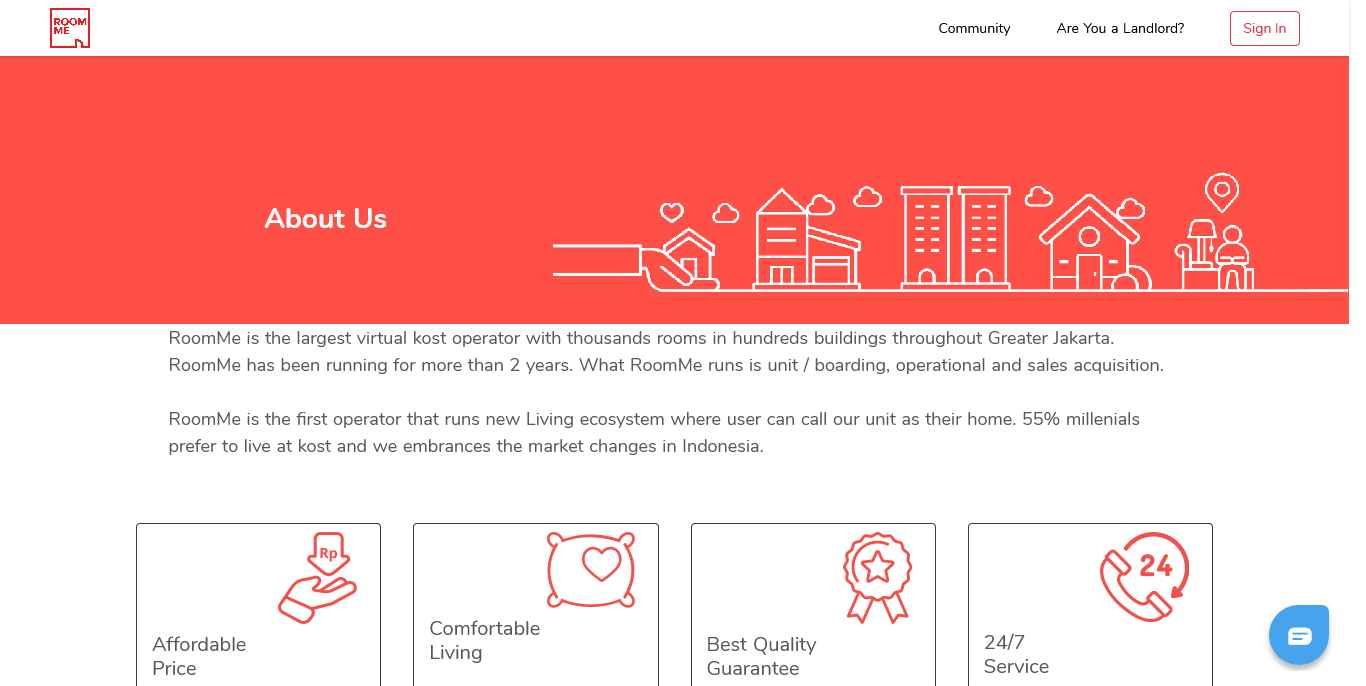 ROOM
ME
Community
Are You a Landlord?
Sign In
About Us
RoomMe is the largest virtual kost operator with thousands rooms in hundreds buildings throughout Greater Jakarta.
RoomMe has been running for more than 2 years. What RoomMe runs is unit / boarding, operational and sales acquisition.
RoomMe is the first operator that runs new Living ecosystem where user can call our unit as their home. 55% millenials
prefer to live at kost and we embrances the market changes in Indonesia.
Rp
Affordable
Price
Comfortable
Living
Best Quality
Guarantee
24
24/7
Service